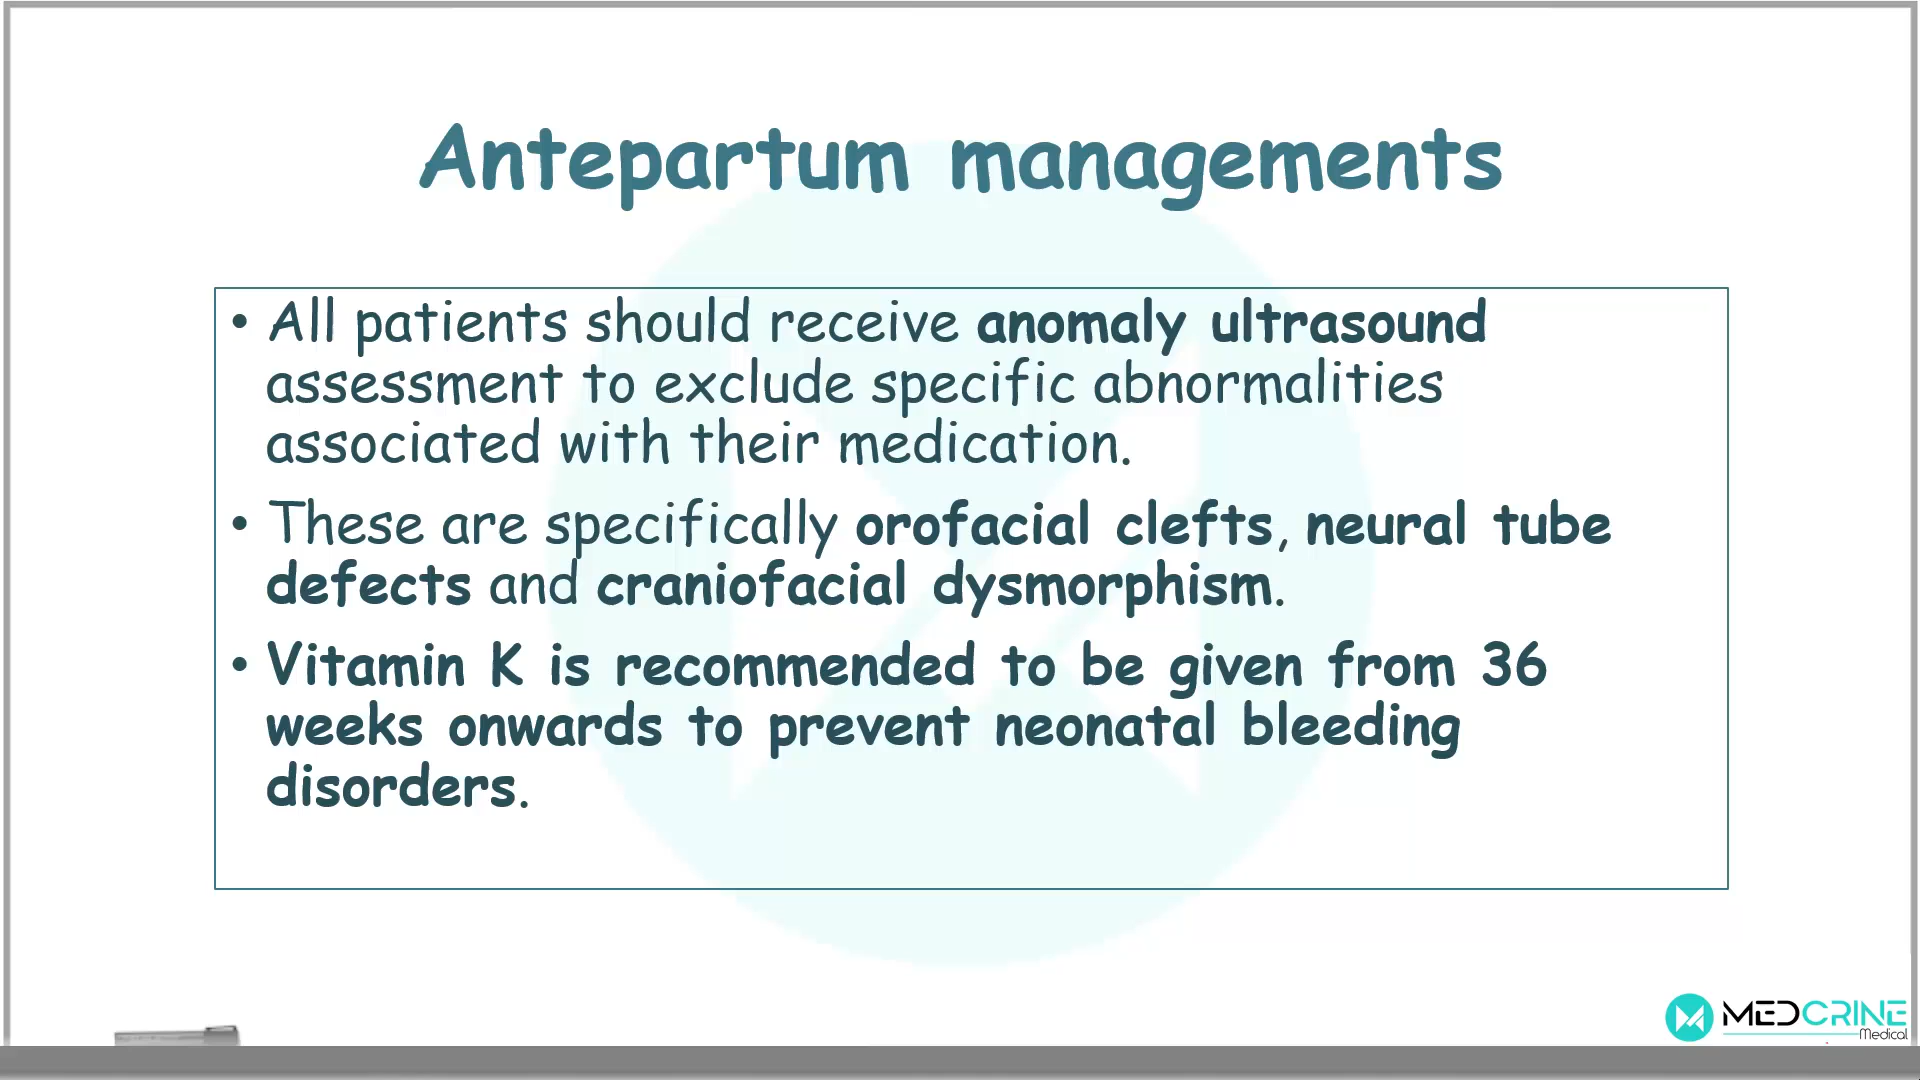 Antepartum managements
• All patients should receive anomaly ultrasound
assessment to exclude specific abnormalities
associated with their medication.
• These are specifically orofacial clefts, neural tube
defects and craniofacial dysmorphism.
• Vitamin K is recommended to be given from 36
weeks onwards to prevent neonatal bleeding
disorders.
MEDCRINE
Medical